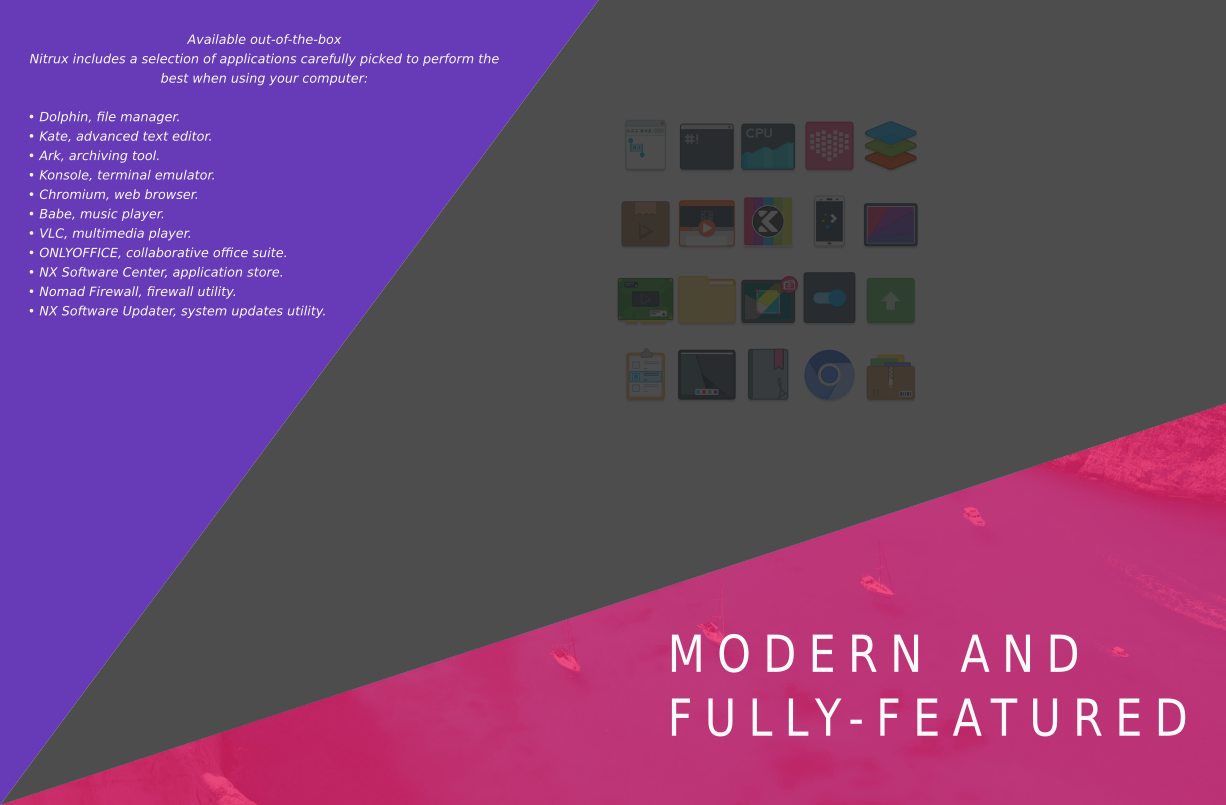 Available out-of-the-box
Nitrux includes a selection of applications carefully picked to perform the
best when using your computer:
• Dolphin, file manager.
• Kate, advanced text editor.
• Ark, archiving tool.
• Konsole, terminal emulator.
• Chromium, web browser.
• Babe, music player.
• VLC, multimedia player.
• ONLYOFFICE, collaborative office suite.
• NX Software Center, application store.
• Nomad Firewall, firewall utility.
• NX Software Updater, system updates utility.
#!
CPU
MODERN AND
FULLY-FEATURED